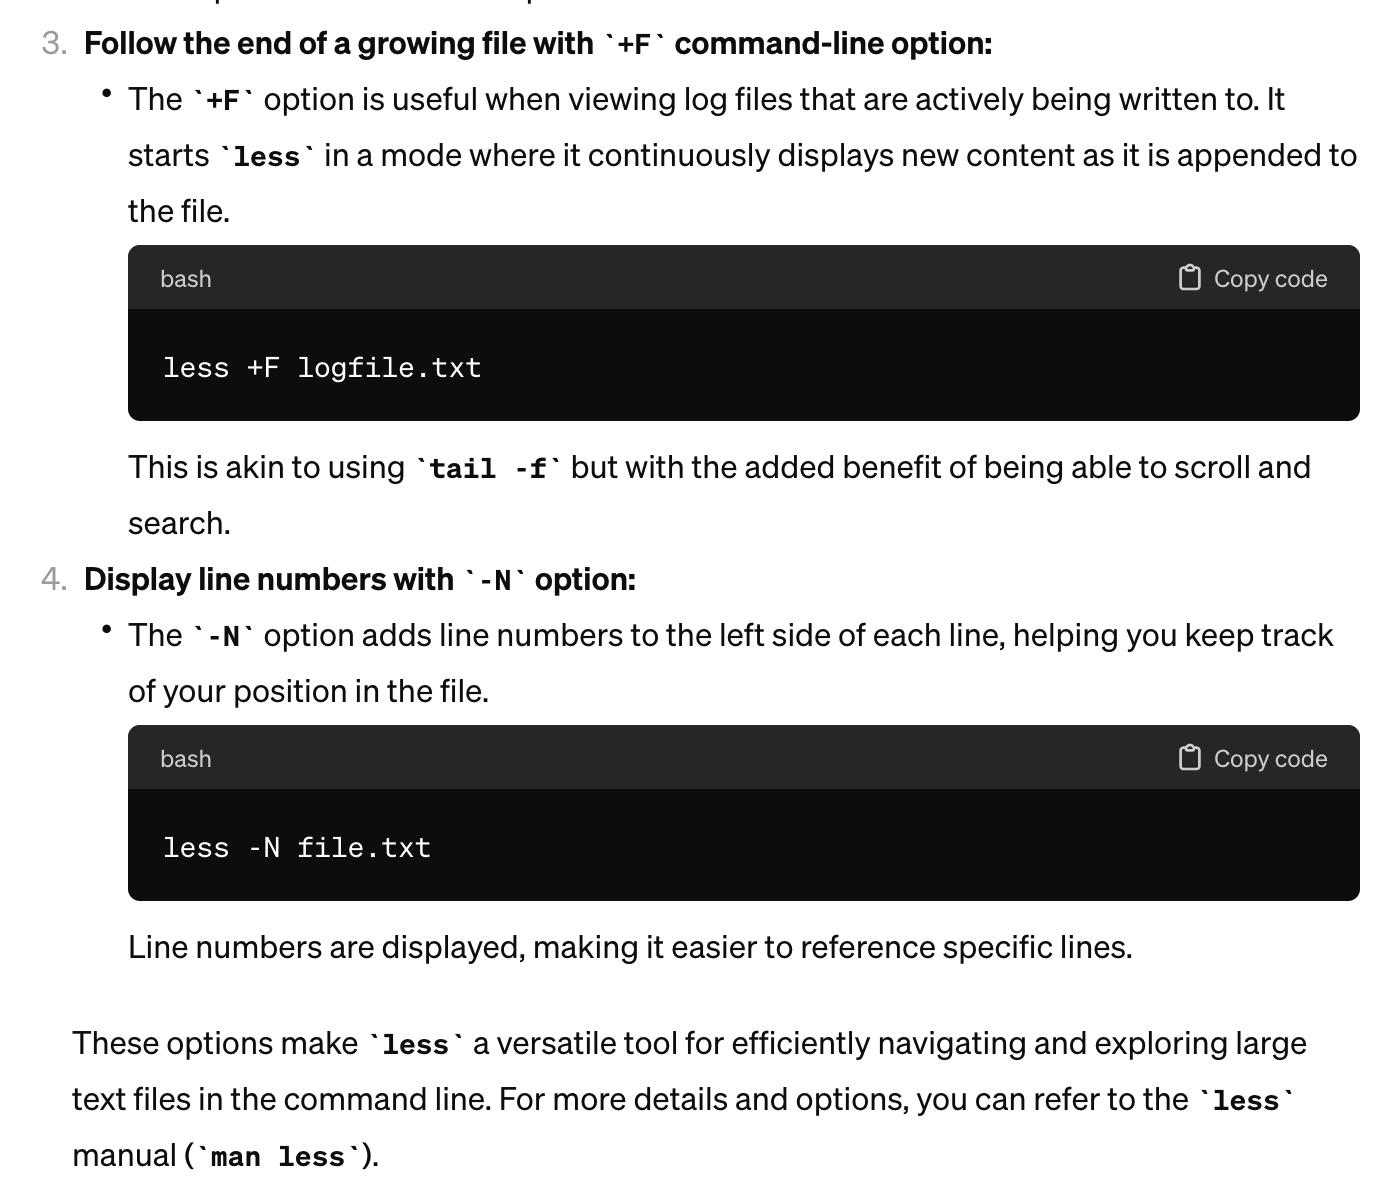 3. Follow the end of a growing file with `+F` command-line option:
• The `+F` option is useful when viewing log files that are actively being written to. It
starts `less` in a mode where it continuously displays new content as it is appended to
the file.
bash Copy code
less +F logfile.txt
This is akin to using `tail -f` but with the added benefit of being able to scroll and
search.
4. Display line numbers with `-N` option:
• The `-N` option adds line numbers to the left side of each line, helping you keep track
of your position in the file.
bash Copy code
less -N file.txt
Line numbers are displayed, making it easier to reference specific lines.
These options make `less` a versatile tool for efficiently navigating and exploring large
text files in the command line. For more details and options, you can refer to the `less`
manual (`man less`).